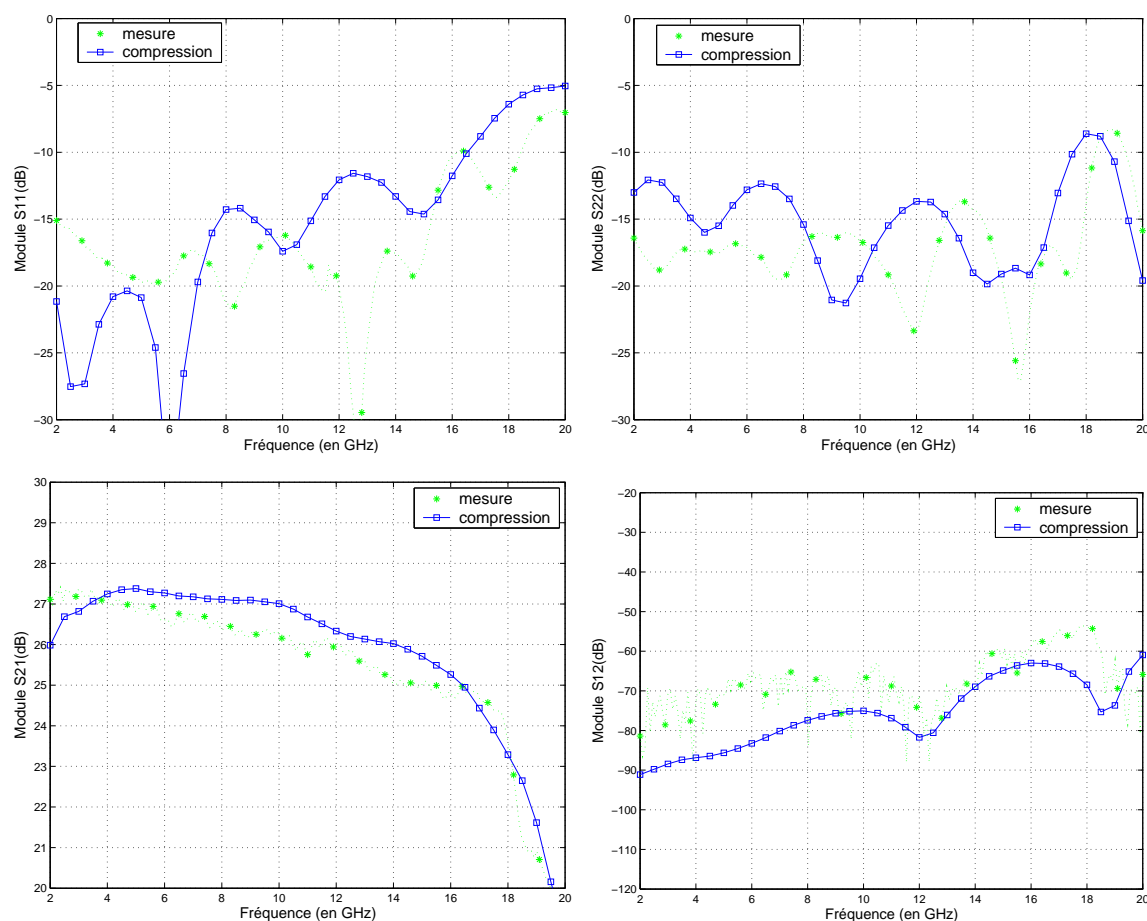 0
−5
−10
−15
−20
−25
−30
2 4 6 8 10 12 14 16 18 20
Module S11(dB)
Fréquence (en GHz)
mesure
compression
0
−5
−10
−15
−20
−25
−30
2 4 6 8 10 12 14 16 18 20
Module S22(dB)
Fréquence (en GHz)
mesure
compression
30
29
28
27
26
25
24
23
22
21
20
2 4 6 8 10 12 14 16 18 20
Module S21(dB)
Fréquence (en GHz)
mesure
compression
−20
−30
−40
−50
−60
−70
−80
−90
−100
−110
−120
2 4 6 8 10 12 14 16 18 20
Module S12(dB)
Fréquence (en GHz)
mesure
compression